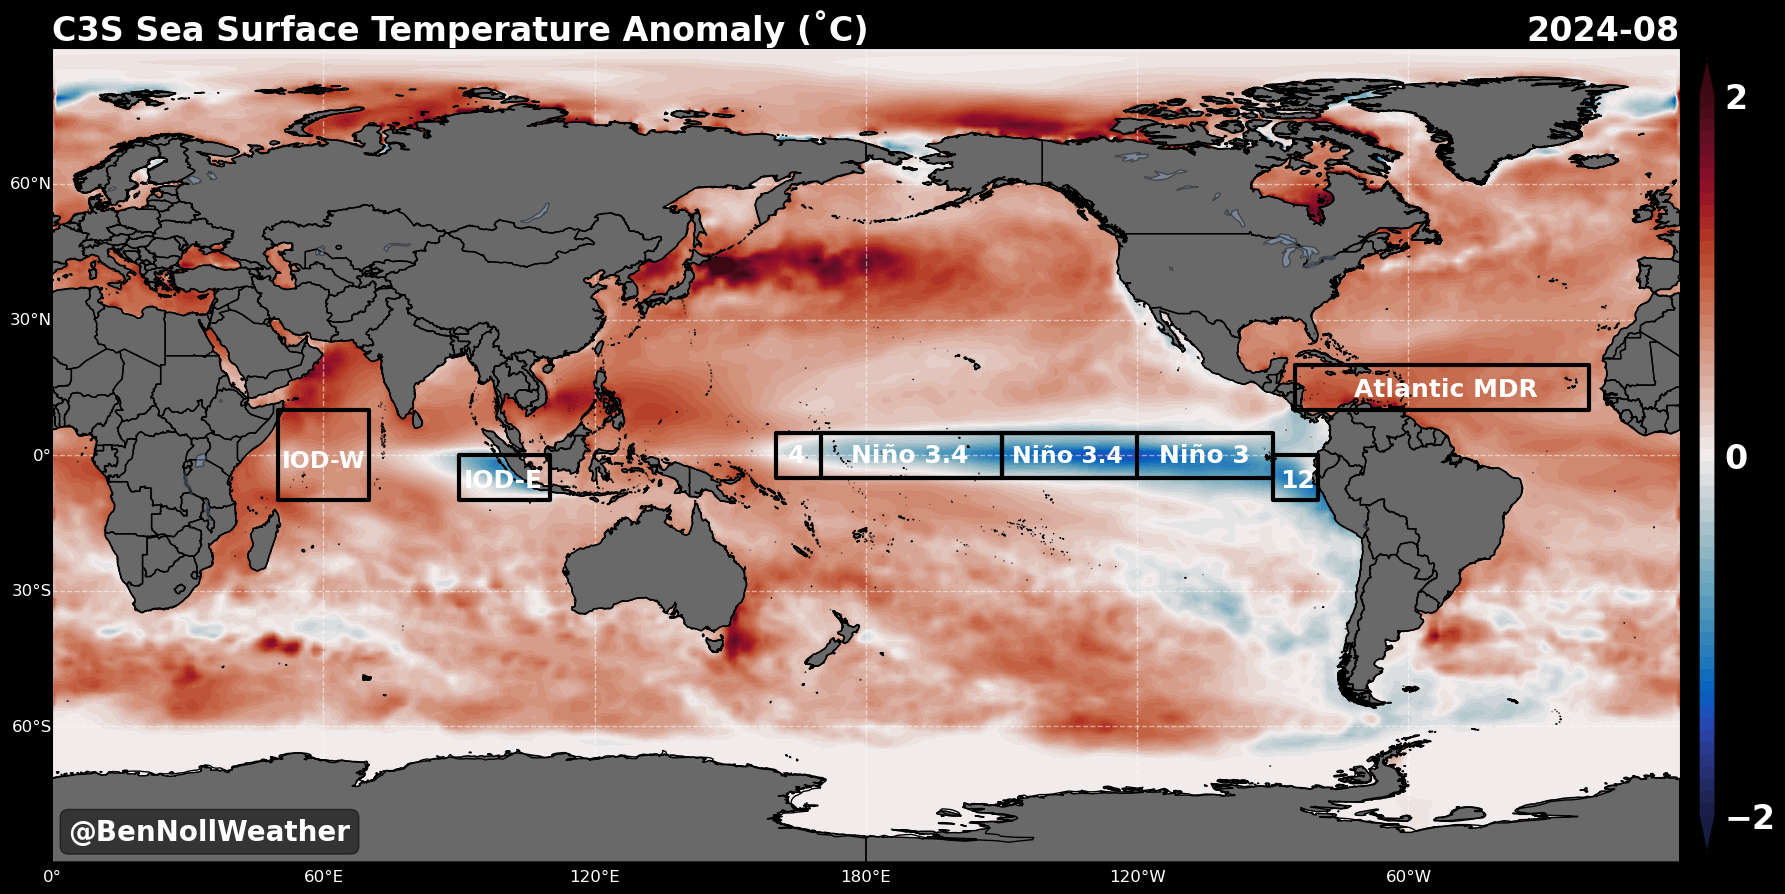 C3S Sea Surface Temperature Anomaly (˚C)
2024-08
2
60°N
30°N
Atlantic MDR
0°
IOD-W
IOD-E
4
Niño 3.4
Niño 3.4
Niño 3
12
0
30°S
60°S
−2
@BenNollWeather
0°
60°E
120°E
180°E
120°W
60°W